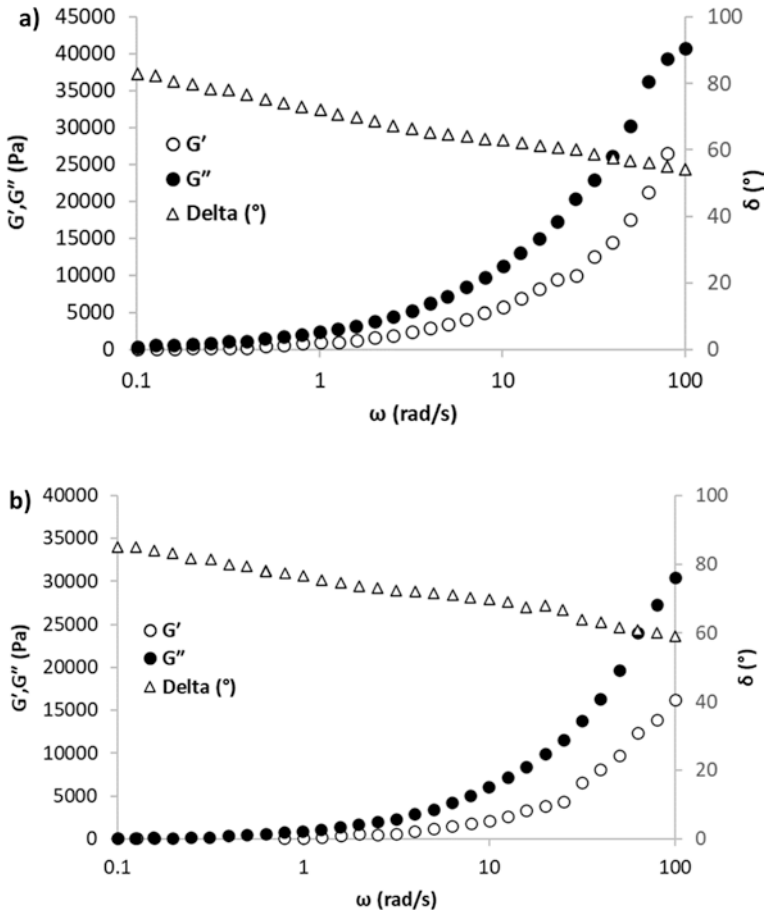 a)
45000
40000
35000
30000
25000
20000
15000
10000
5000
0
G′,G″ (Pa)
G′
G″
Delta (°)
100
80
60
40
20
0
δ (°)
0.1 1 10 100
ω (rad/s)
b)
40000
35000
30000
25000
20000
15000
10000
5000
0
G′,G″ (Pa)
G′
G″
Delta (°)
100
80
60
40
20
0
δ (°)
0.1 1 10 100
ω (rad/s)